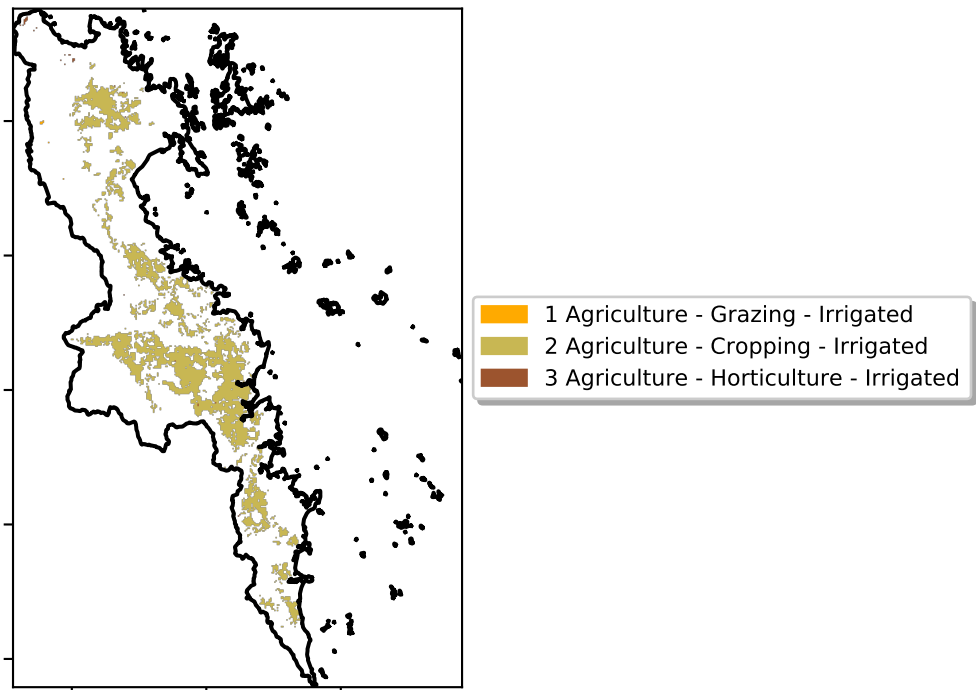 1 Agriculture - Grazing - Irrigated
2 Agriculture - Cropping - Irrigated
3 Agriculture - Horticulture - Irrigated